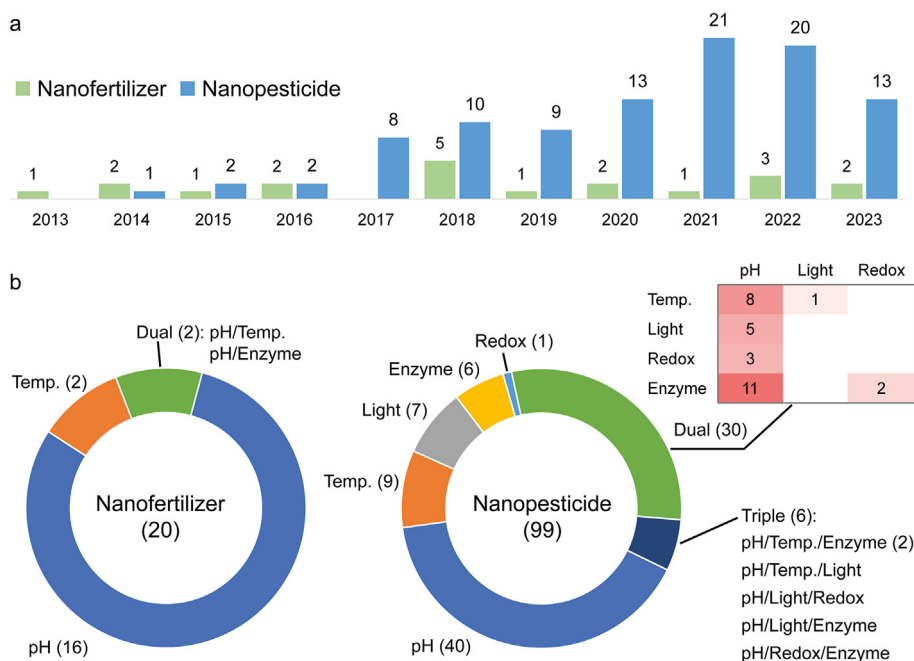 a
Nanofertilizer Nanopesticide
1
2 1
1 2
2 2
8
5 10
1 9
2 13
1 21
3 20
2 13
2013 2014 2015 2016 2017 2018 2019 2020 2021 2022 2023
b
Dual (2): pH/Temp.
pH/Enzyme
Temp. (2)
Nanofertilizer
(20)
pH (16)
Redox (1)
Enzyme (6)
Light (7)
Temp. (9)
Nanopesticide
(99)
pH (40)
Dual (30)
pH Light Redox
Temp. 8 1
Light 5
Redox 3
Enzyme 11 2
Triple (6):
pH/Temp./Enzyme (2)
pH/Temp./Light
pH/Light/Redox
pH/Light/Enzyme
pH/Redox/Enzyme